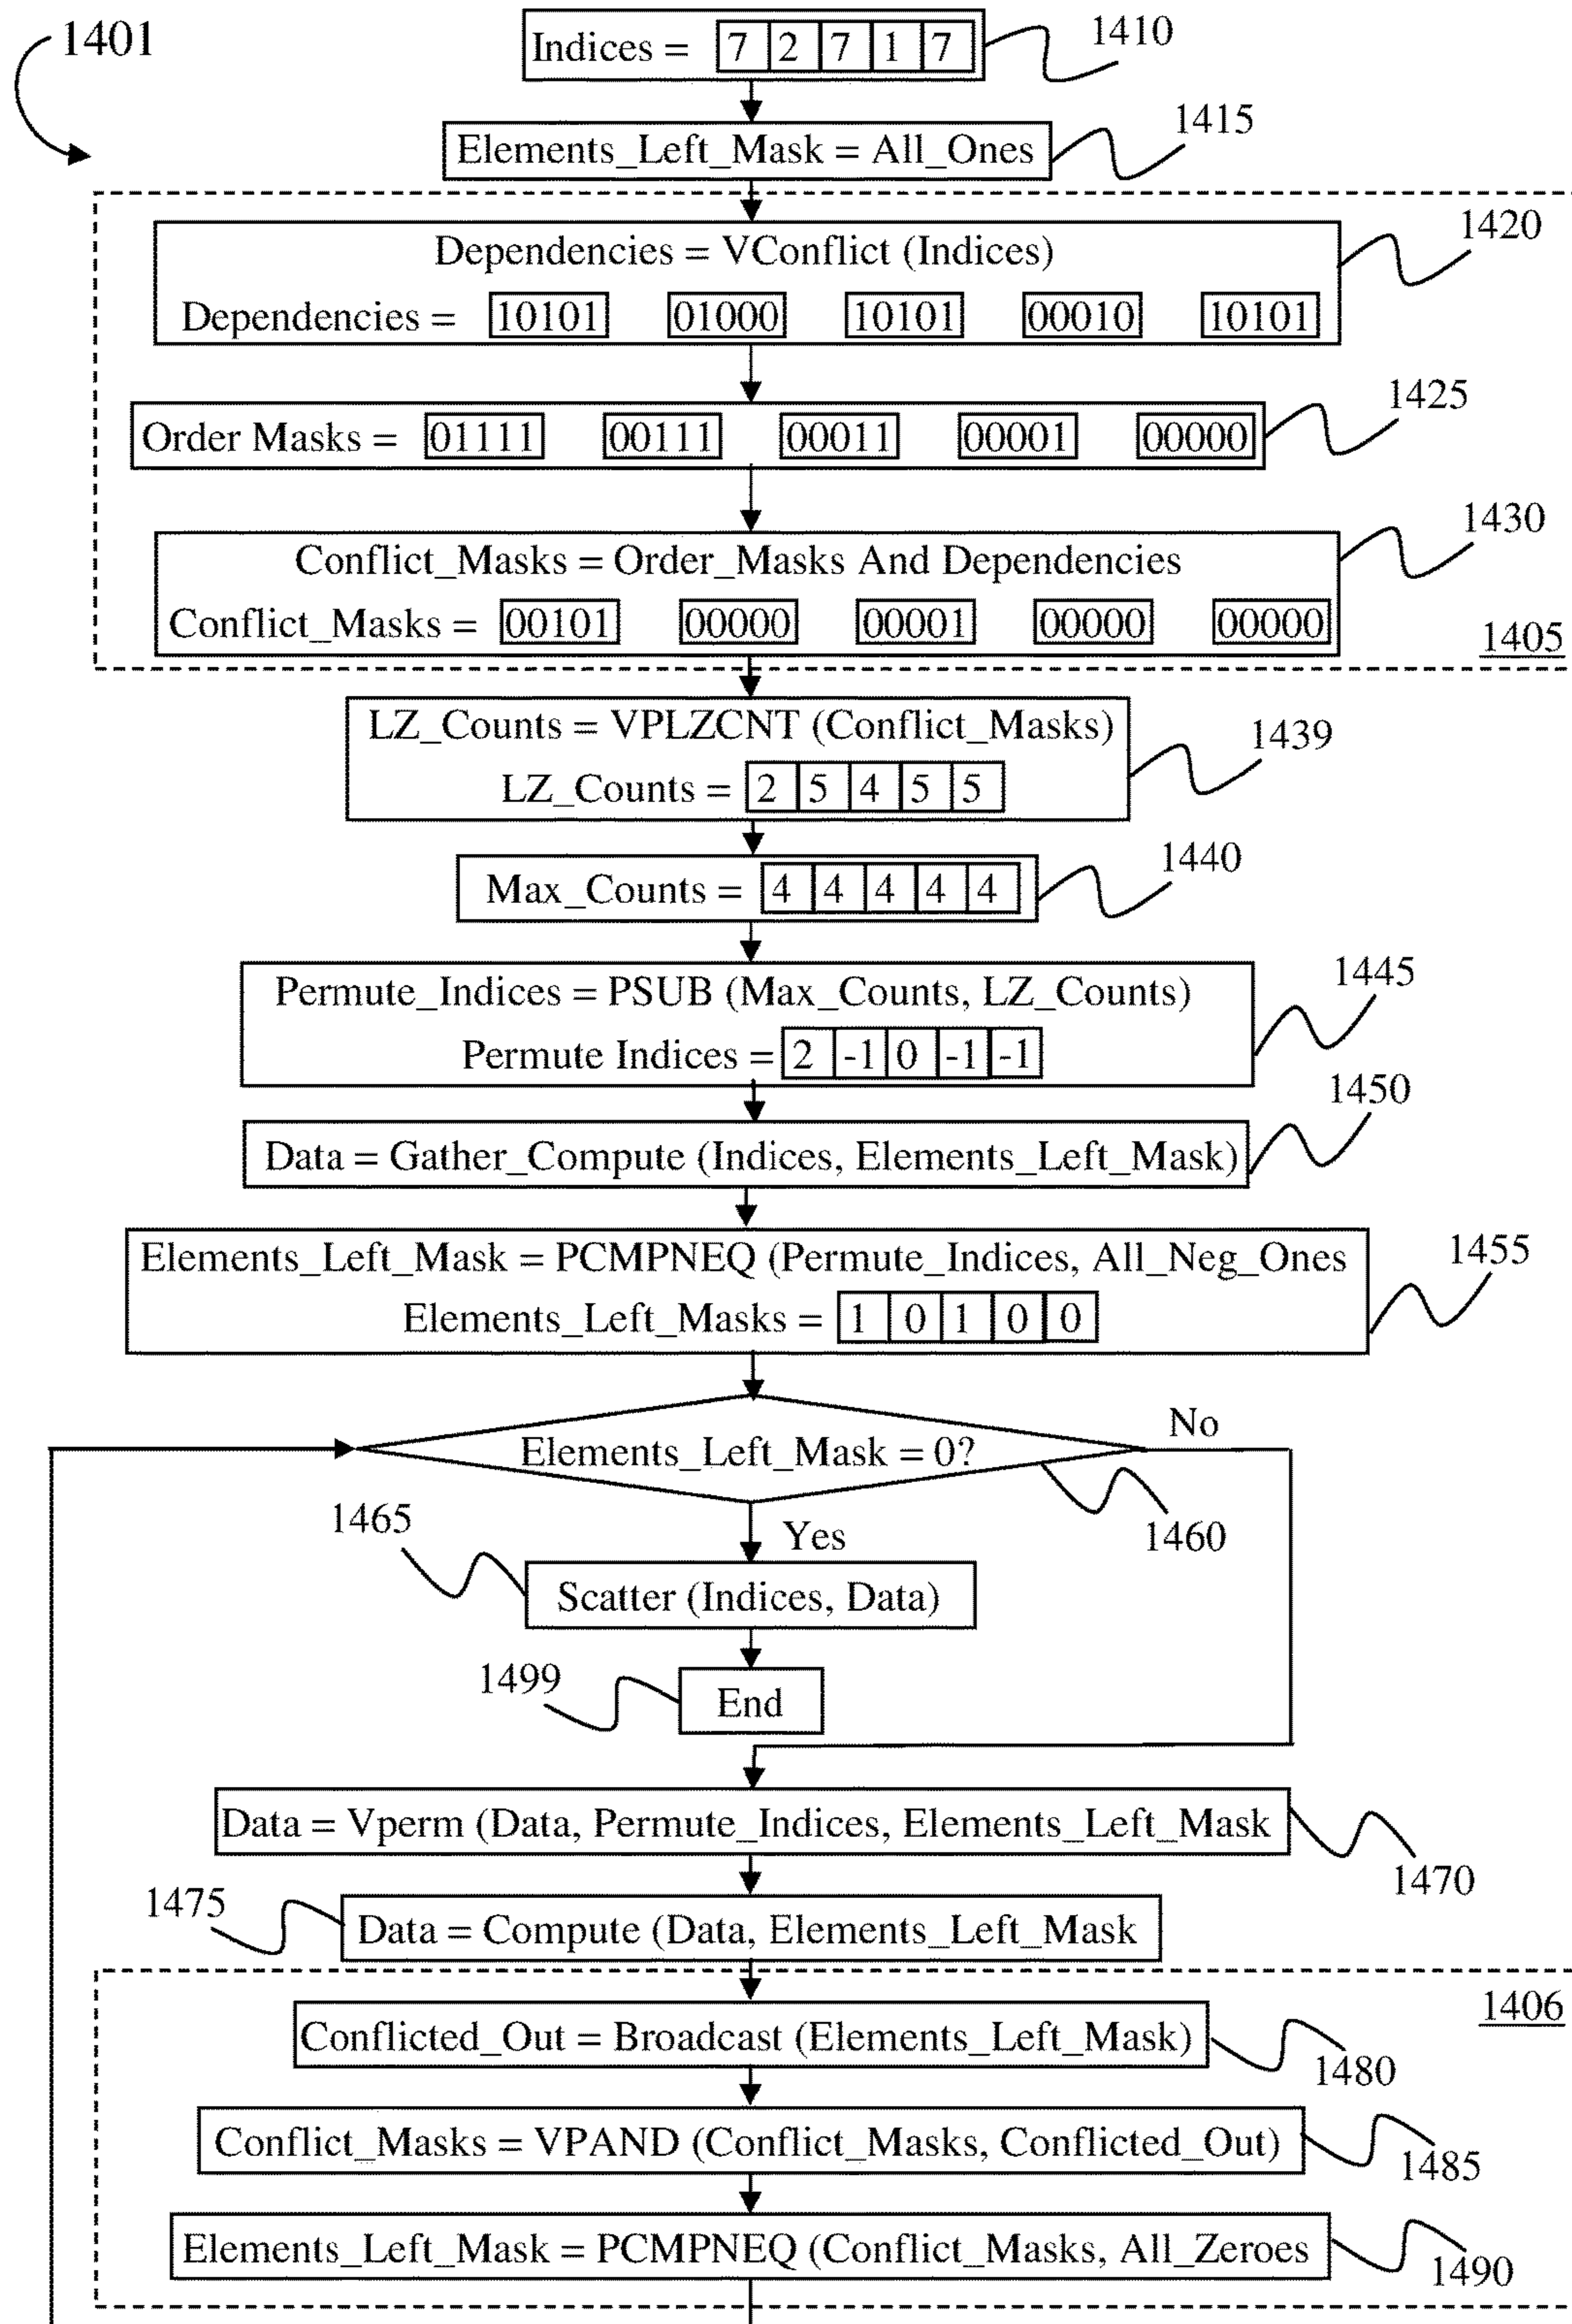 1401
Indices = 7 2 7 1 7
1410
Elements_Left_Mask = All_Ones
1415
Dependencies = VConflict (Indices)
1420
Dependencies = 10101 01000 10101 00010 10101
Order Masks = 01111 00111 00011 00001 00000
1425
Conflict_Masks = Order_Masks And Dependencies
1430
Conflict_Masks = 00101 00000 00001 00000 00000
1405
LZ_Counts = VPLZCNT (Conflict_Masks)
1439
LZ_Counts = 2 5 4 5 5
Max_Counts = 4 4 4 4 4
1440
Permute_Indices = PSUB (Max_Counts, LZ_Counts)
1445
Permute Indices = 2 -1 0 -1 -1
1450
Data = Gather_Compute (Indices, Elements_Left_Mask)
Elements_Left_Mask = PCMPNEQ (Permute_Indices, All_Neg_Ones
1455
Elements_Left_Masks = 1 0 1 0 0
No
Elements_Left_Mask = 0?
1460
1465
Yes
Scatter (Indices, Data)
1499
End
Data = Vperm (Data, Permute_Indices, Elements_Left_Mask
1470
1475
Data = Compute (Data, Elements_Left_Mask
1406
Conflicted_Out = Broadcast (Elements_Left_Mask)
1480
Conflict_Masks = VPAND (Conflict_Masks, Conflicted_Out)
1485
Elements_Left_Mask = PCMPNEQ (Conflict_Masks, All_Zeroes
1490